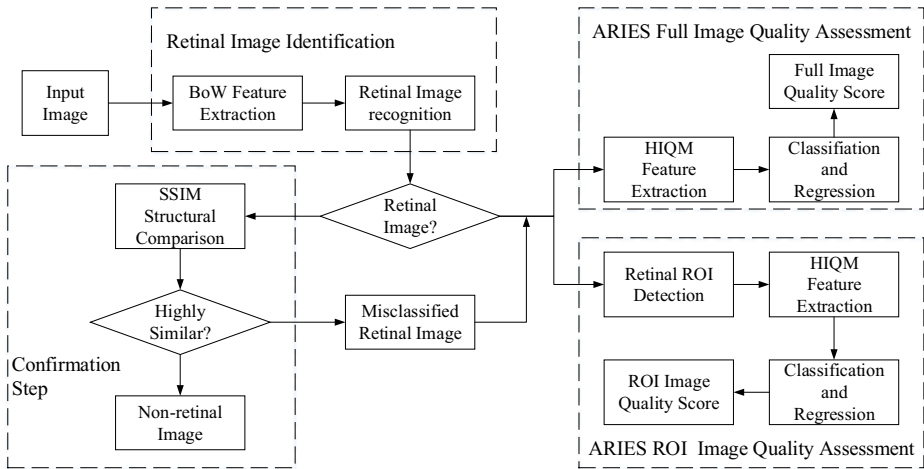 Retinal Image Identification
Input
Image
BoW Feature
Extraction
Retinal Image
recognition
ARIES Full Image Quality Assessment
Full Image
Quality Score
HIQM
Feature
Extraction
Classifiation
and
Regression
SSIM
Structural
Comparison
Retinal
Image?
Highly
Similar?
Misclassified
Retinal Image
Confirmation
Step
Non-retinal
Image
Retinal ROI
Detection
HIQM
Feature
Extraction
ROI Image
Quality Score
Classification
and
Regression
ARIES ROI  Image Quality Assessment